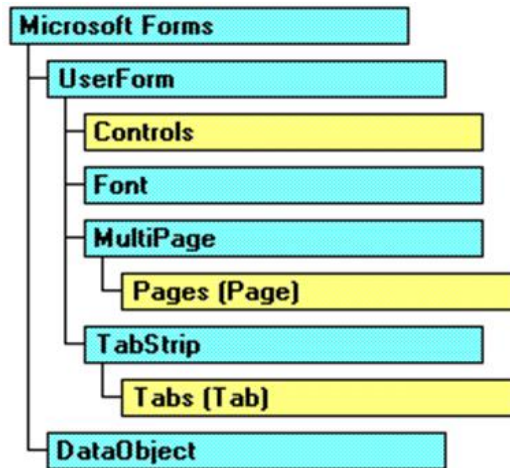 Microsoft Forms
UserForm
Controls
Font
MultiPage
Pages (Page)
TabStrip
Tabs (Tab)
DataObject